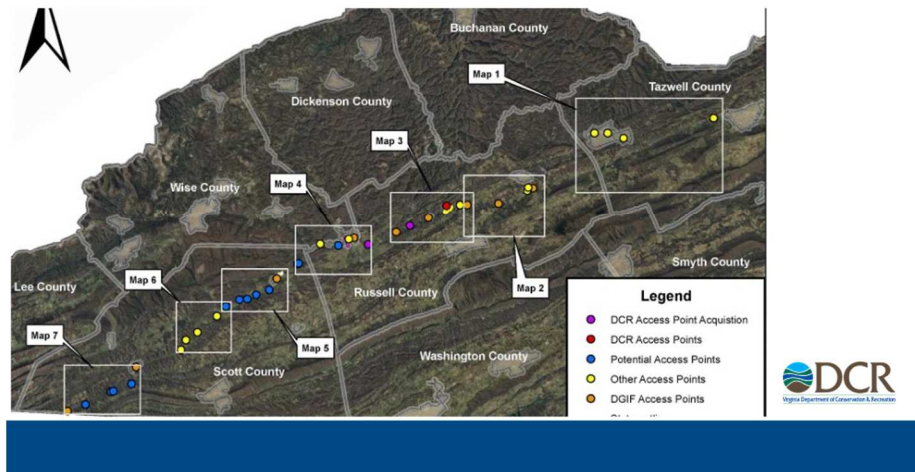 Buchanan County
Map 1
Tazwell County
Dickenson County
Map 3
Wise County
Map 4
Lee County
Map 6
Smyth County
Russell County
Map 2
Legend
Map 7
Map 5
DCR Access Point Acquistion
DCR Access Points
Washington County
Potential Access Points
Scott County
Other Access Points
DGIF Access Points
DCR
Virginia Department of Conservation & Recreation